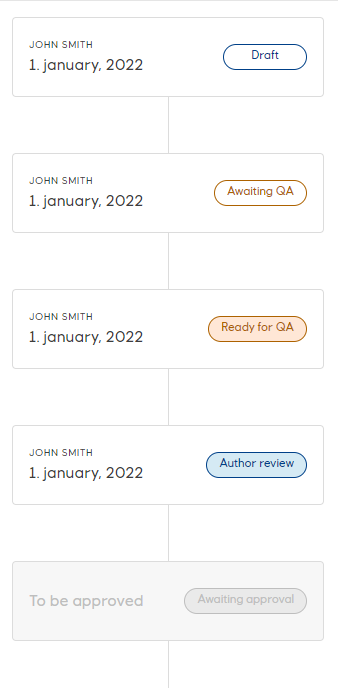 JOHN SMITH
1. january, 2022
Draft
JOHN SMITH
1. january, 2022
Awaiting QA
JOHN SMITH
1. january, 2022
Ready for QA
JOHN SMITH
1. january, 2022
Author review
To be approved
Awaiting approval